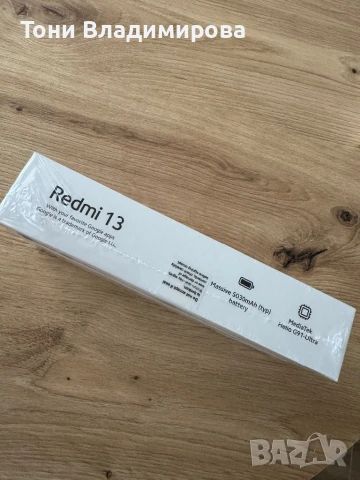 Тони Владимирова
Redmi 13
With your favorite Google apps
Google is a trademark of Google LLC.
Massive 5030mAh (typ)
battery
MediaTek
Helio G91-Ultra
BAZAR